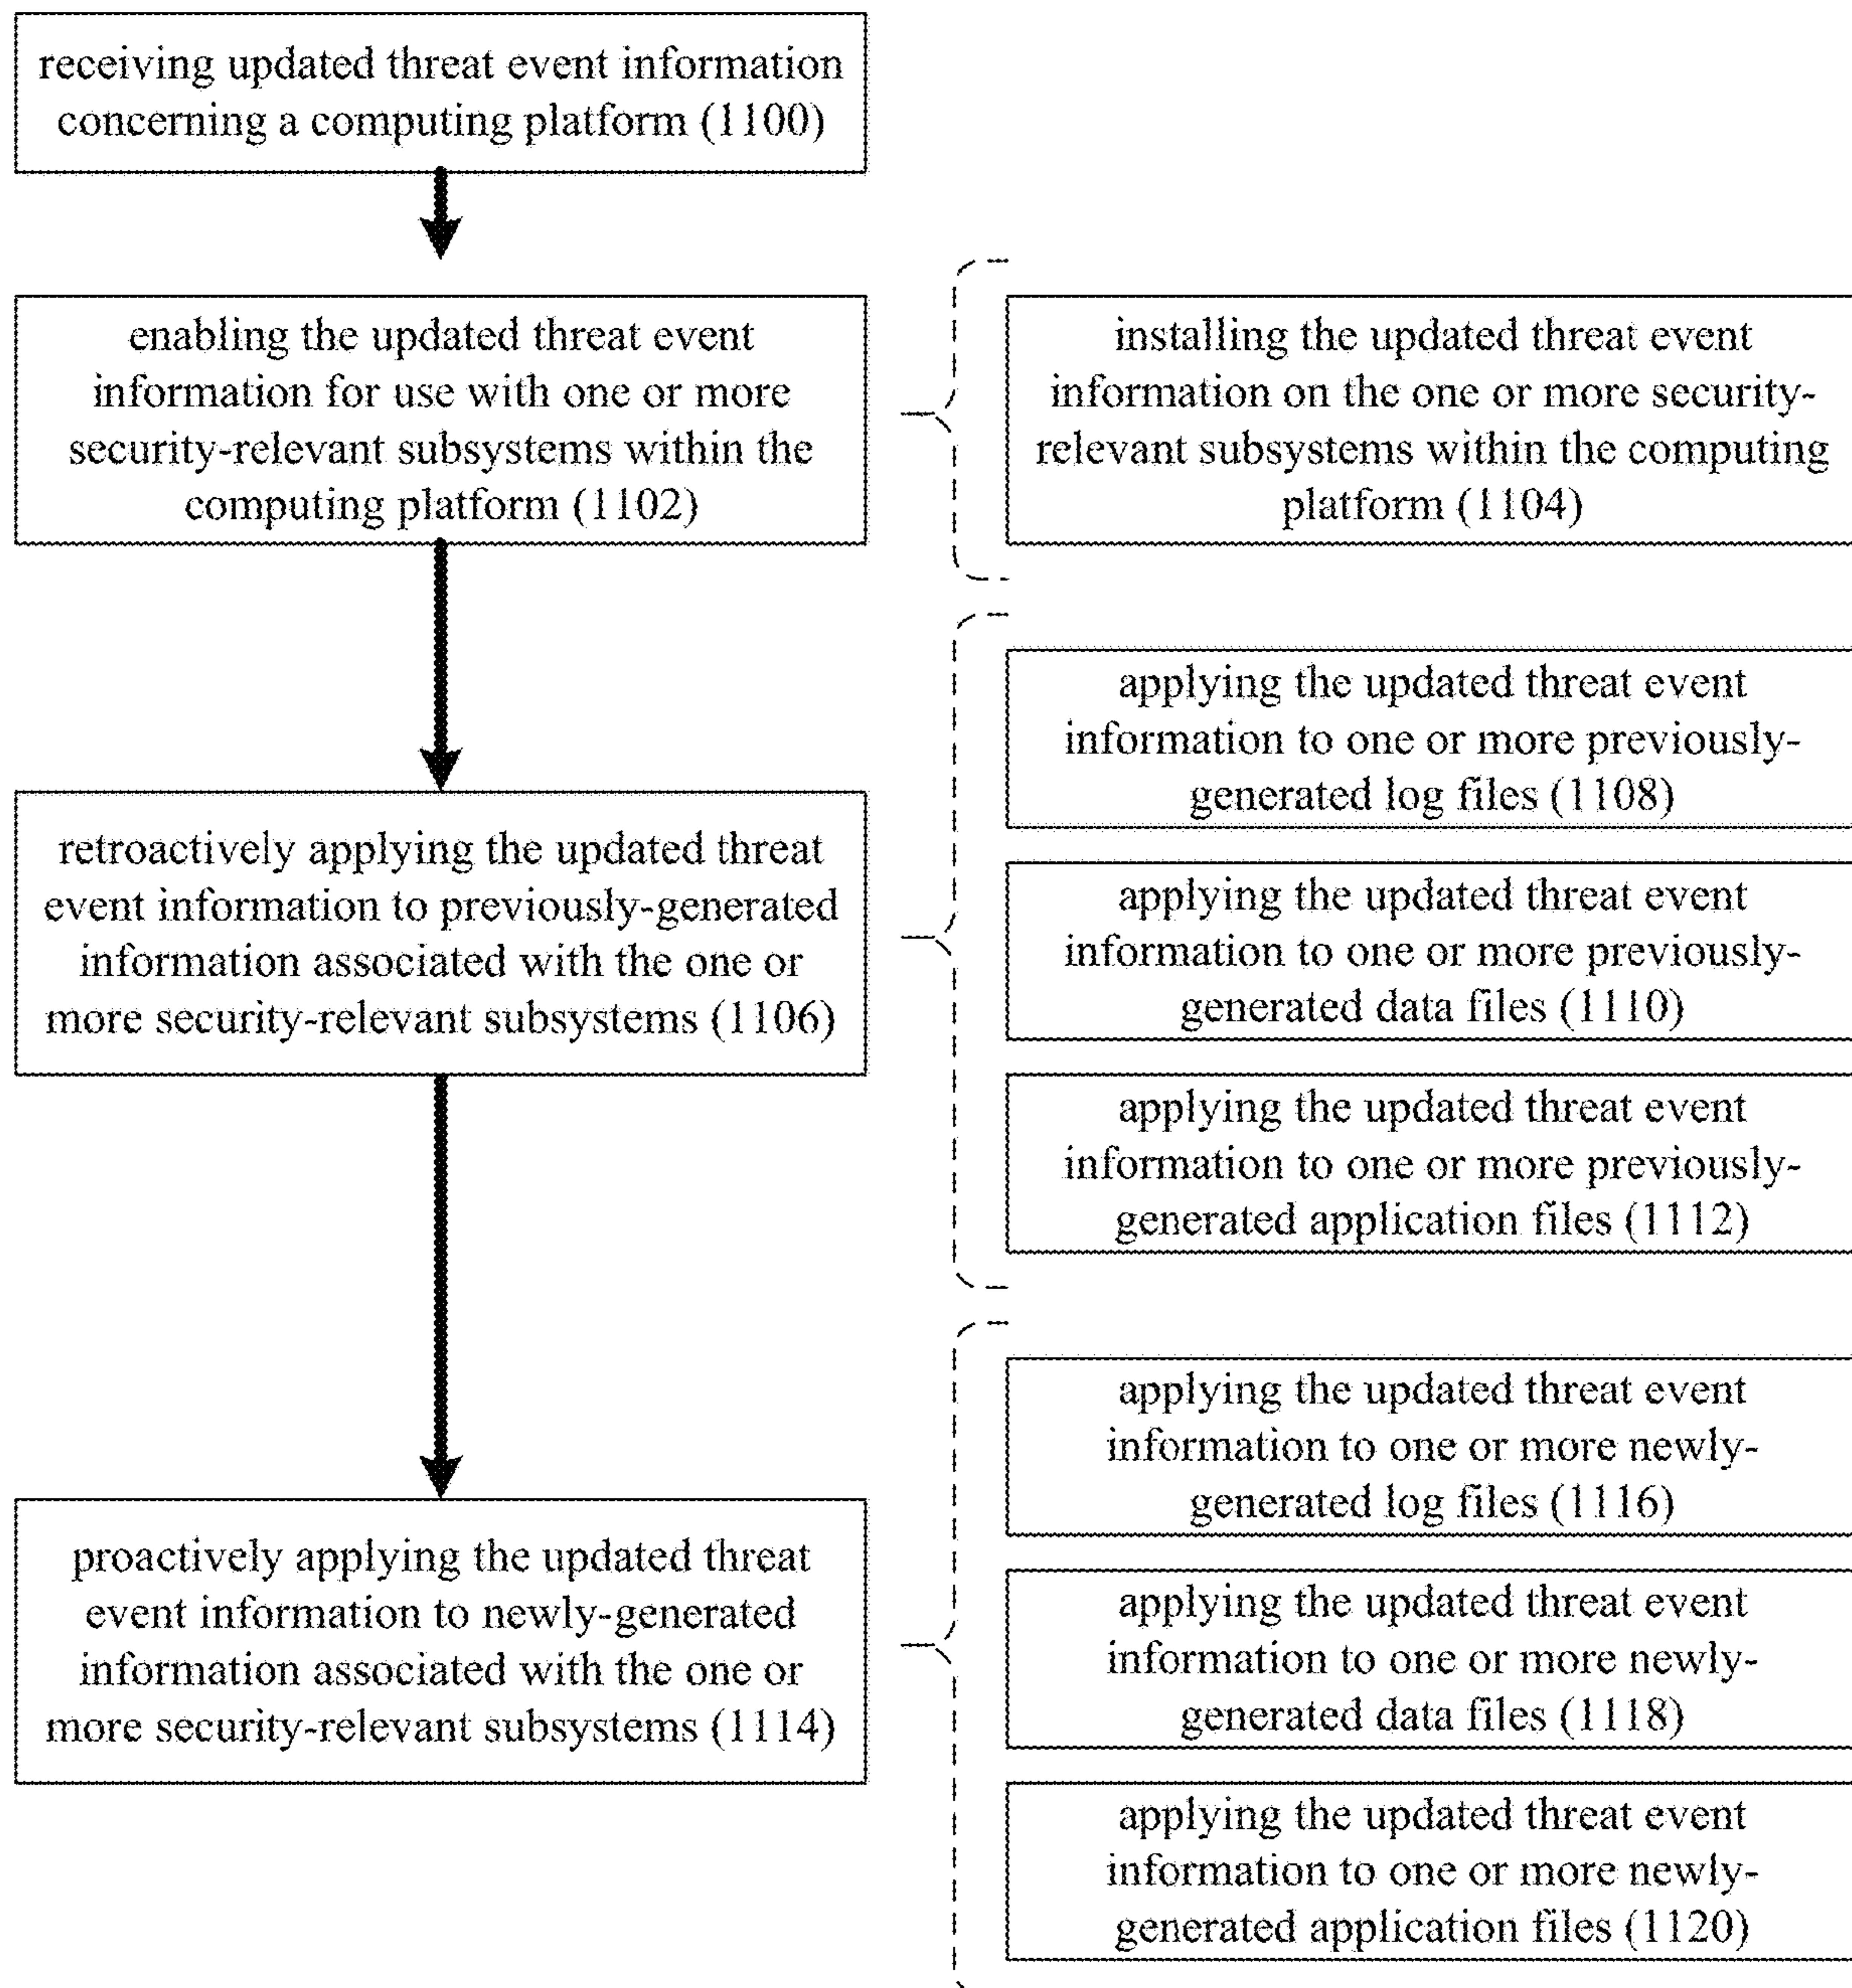 receiving updated threat event information
concerning a computing platform (1100)
enabling the updated threat event
information for use with one or more
security-relevant subsystems within the
computing platform (1102)
installing the updated threat event
information on the one or more security-
relevant subsystems within the computing
platform (1104)
retroactively applying the updated threat
event information to previously-generated
information associated with the one or
more security-relevant subsystems (1106)
applying the updated threat event
information to one or more previously-
generated log files (1108)
applying the updated threat event
information to one or more previously-
generated data files (1110)
applying the updated threat event
information to one or more previously-
generated application files (1112)
proactively applying the updated threat
event information to newly-generated
information associated with the one or
more security-relevant subsystems (1114)
applying the updated threat event
information to one or more newly-
generated log files (1116)
applying the updated threat event
information to one or more newly-
generated data files (1118)
applying the updated threat event
information to one or more newly-
generated application files (1120)